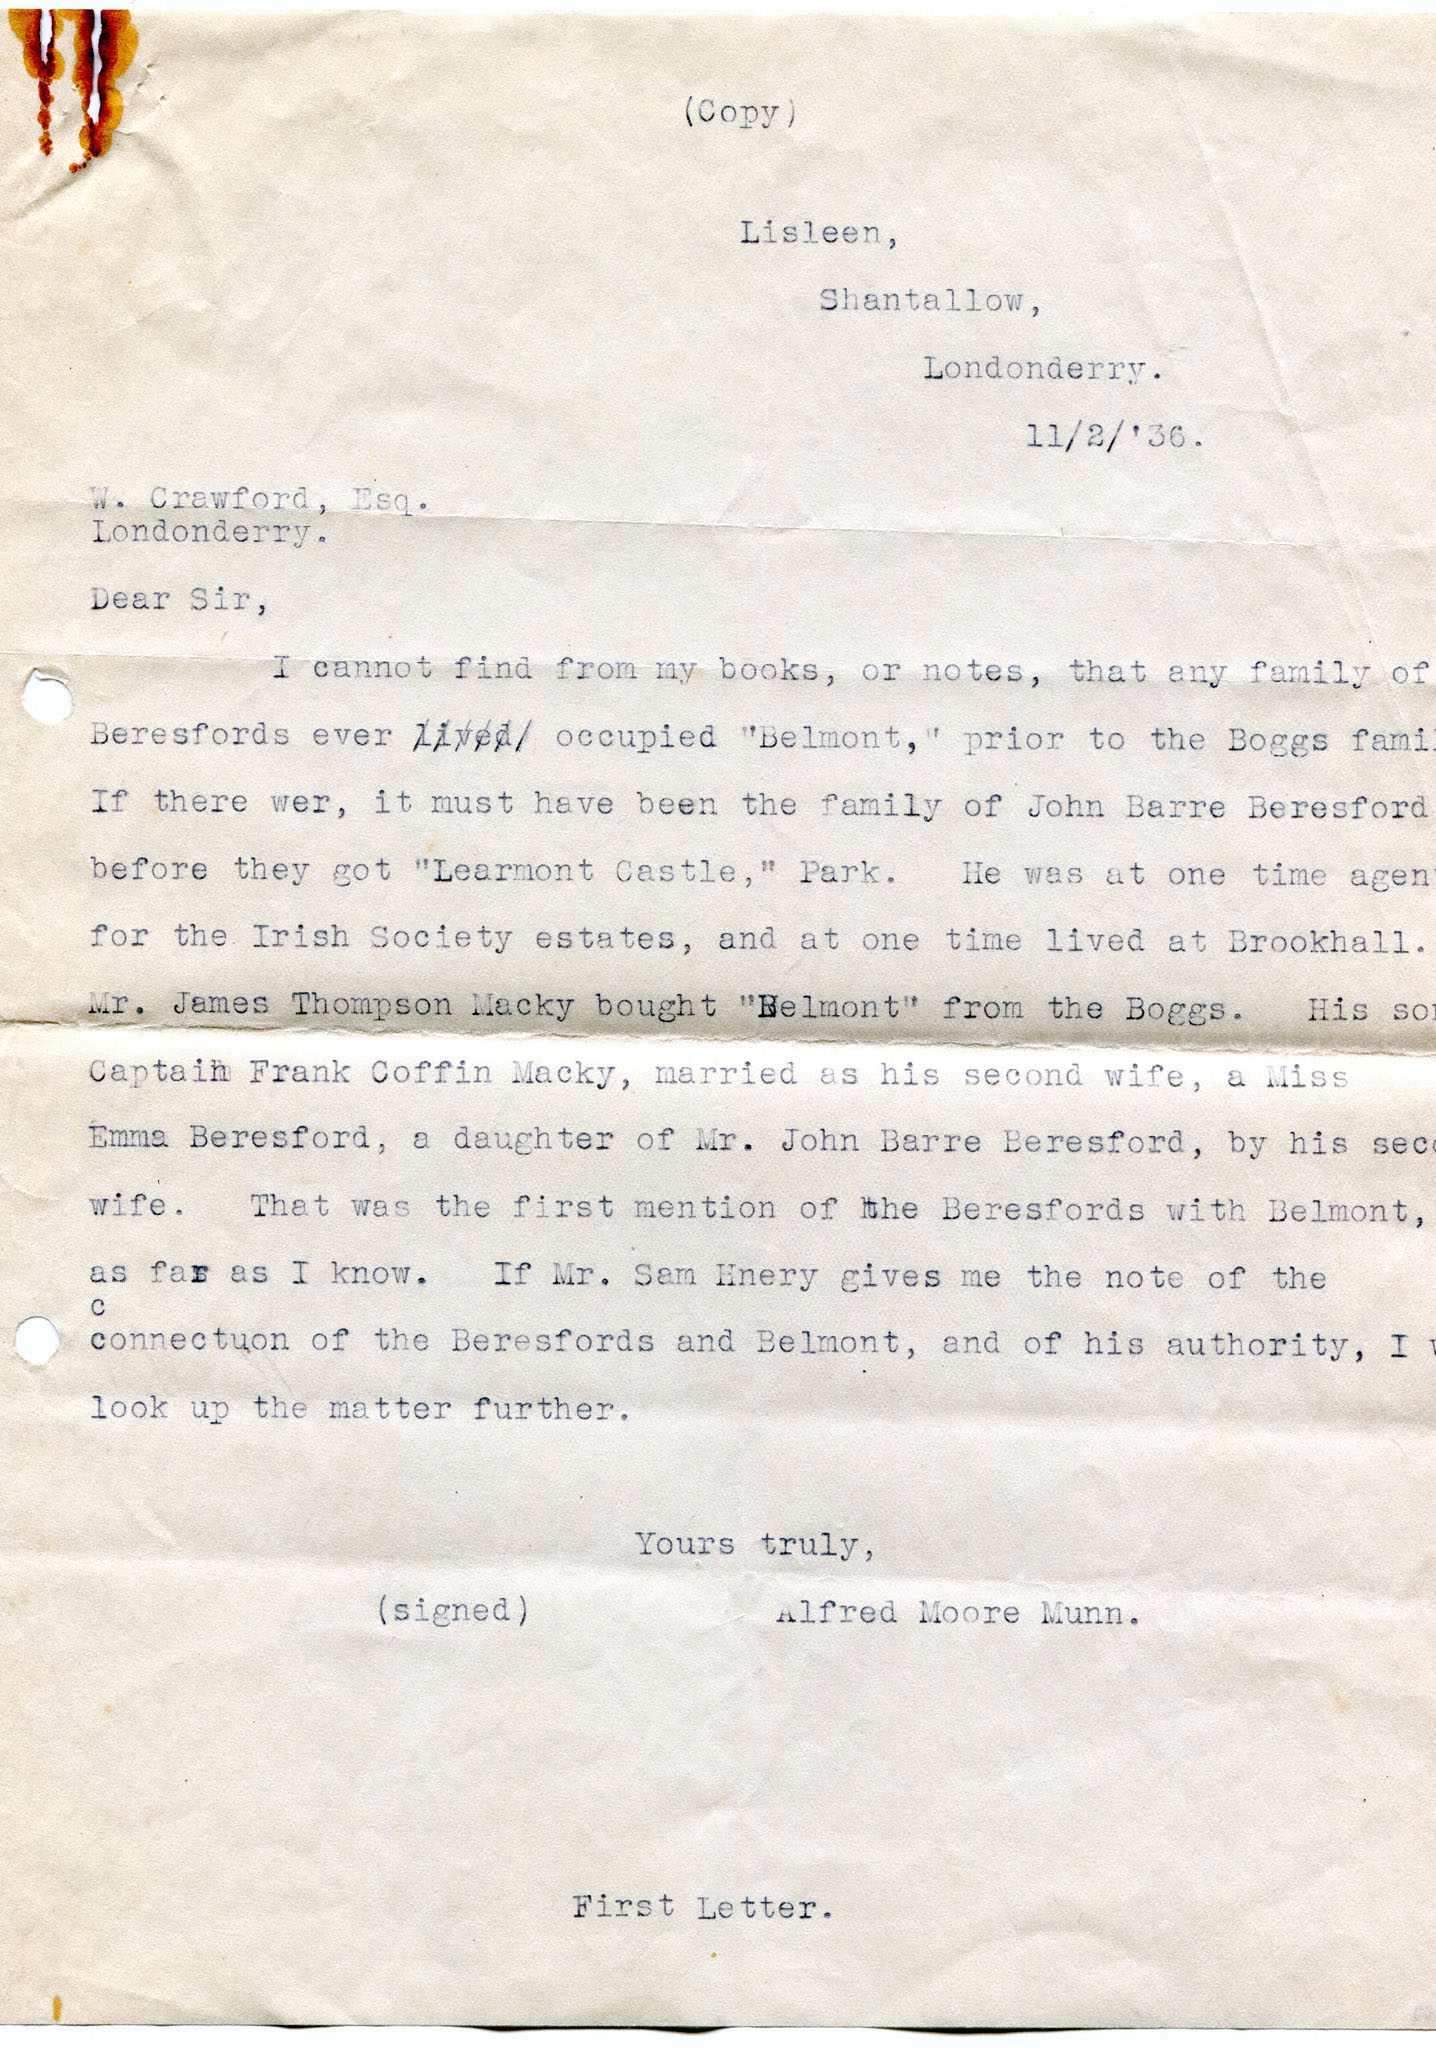 (Copy)
Lisleen,
Shantallow,
Londonderry.
11/2/'36.
W. Crawford, Esq.
Londonderry.
Dear Sir,
I cannot find from my books, or notes, that any family of
Beresfords ever lived occupied "Belmont," prior to the Boggs famil
If there wer, it must have been the family of John Barre Beresford
before they got "Learmont Castle," Park. He was at one time agent
for the Irish Society estates, and at one time lived at Brookhall.
Mr. James Thompson Macky bought "Belmont" from the Boggs. His son
Captain Frank Coffin Macky, married as his second wife, a Miss
Emma Beresford, a daughter of Mr. John Barre Beresford, by his seco
wife. That was the first mention of the Beresfords with Belmont,
as far as I know. If Mr. Sam Hnery gives me the note of the
c
connectuon of the Beresfords and Belmont, and of his authority, I w
look up the matter further.
Yours truly,
(signed) Alfred Moore Munn.
First Letter.